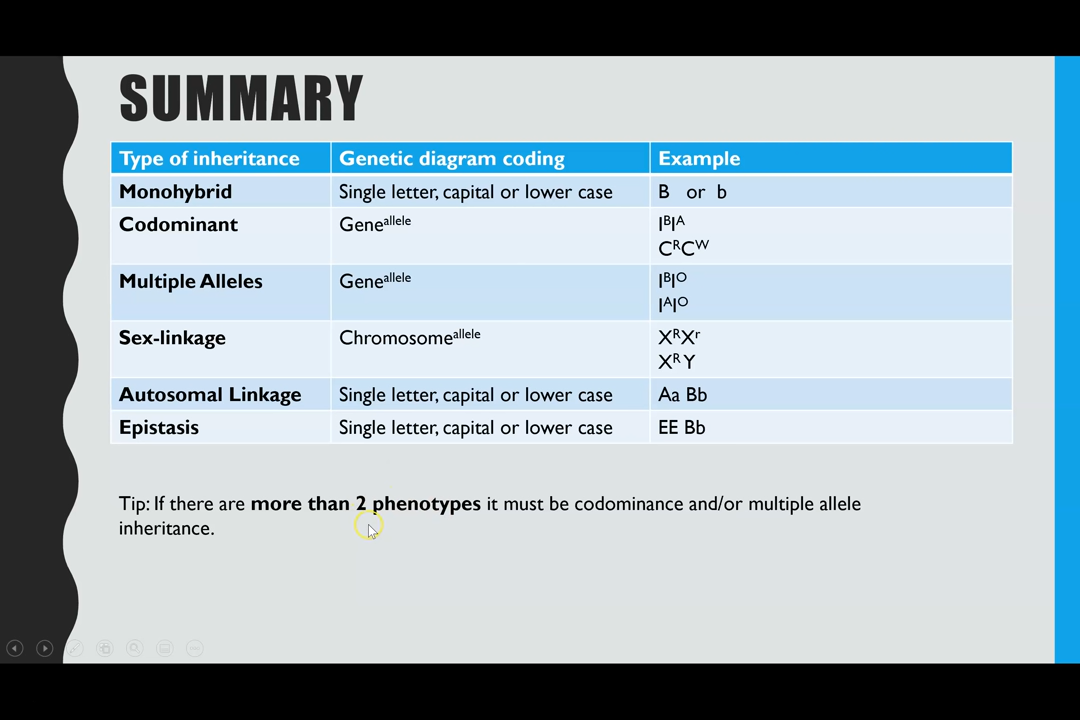 SUMMARY
Type of inheritance Genetic diagram coding Example
Monohybrid Single letter, capital or lower case B or b
Codominant Geneᵃˡˡᵉˡᵉ IᴮIᴬ
CᴿCᵂ
Multiple Alleles Geneᵃˡˡᵉˡᵉ IᴮIᴼ
IᴬIᴼ
Sex-linkage Chromosomeᵃˡˡᵉˡᵉ XᴿXʳ
Xᴿ Y
Autosomal Linkage Single letter, capital or lower case Aa Bb
Epistasis Single letter, capital or lower case EE Bb
Tip: If there are more than 2 phenotypes it must be codominance and/or multiple allele
inheritance.